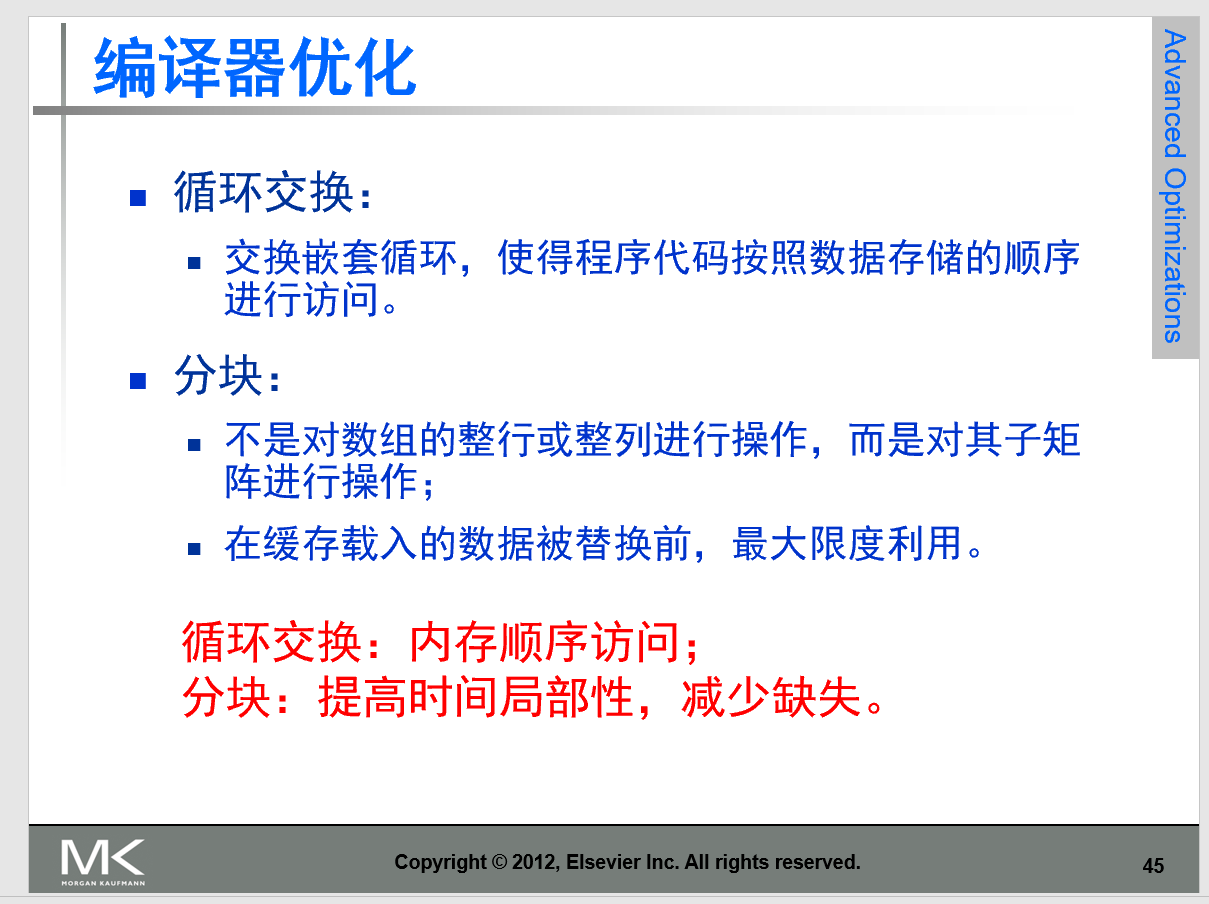 编译器优化
Advanced Optimizations
循环交换：
交换嵌套循环，使得程序代码按照数据存储的顺序
进行访问。
分块：
不是对数组的整行或整列进行操作，而是对其子矩
阵进行操作；
在缓存载入的数据被替换前，最大限度利用。
循环交换：内存顺序访问；
分块：提高时间局部性，减少缺失。
MK
MORGAN KAUFMANN
Copyright © 2012, Elsevier Inc. All rights reserved.
45